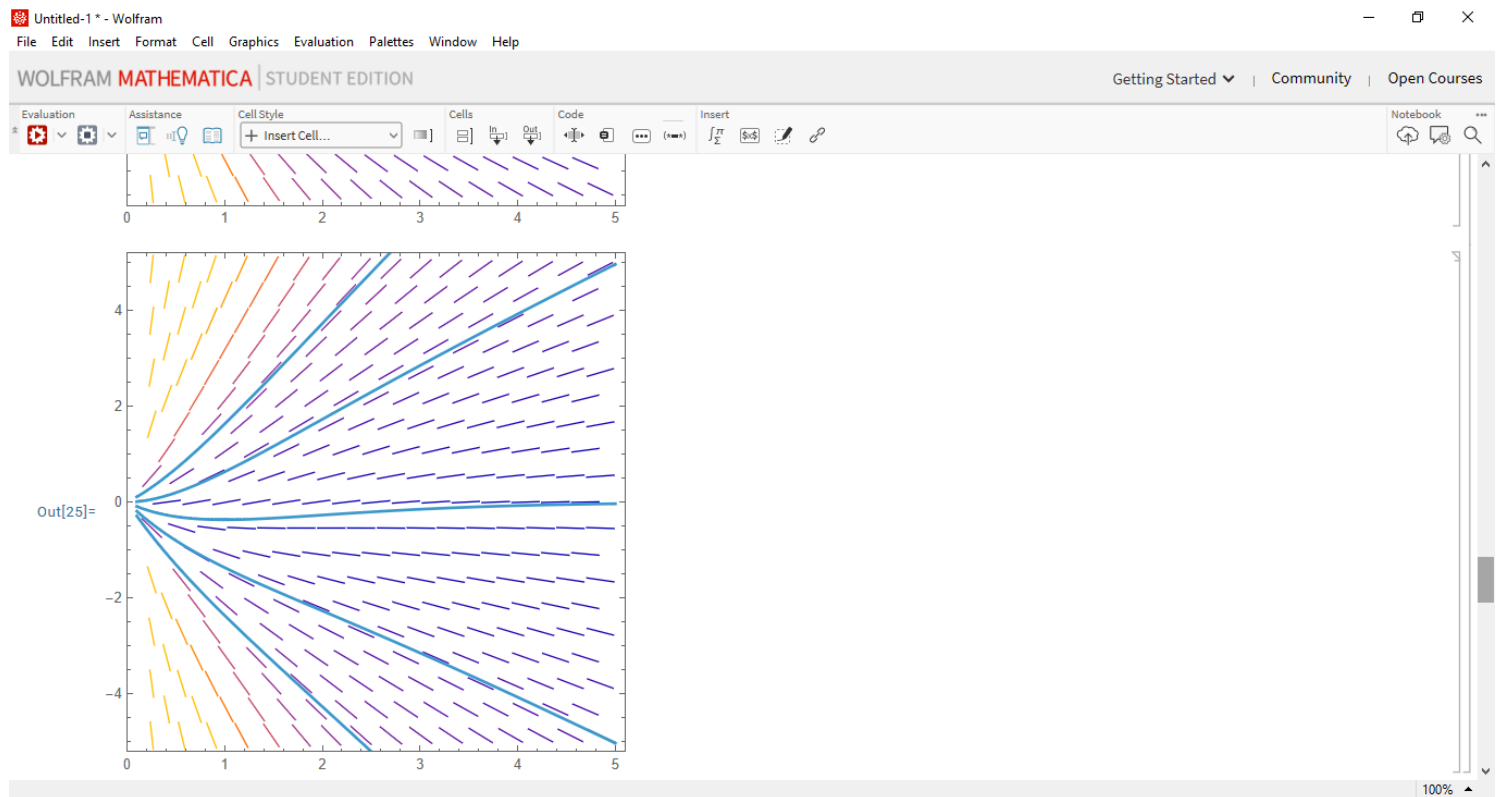 Untitled-1 * - Wolfram
File Edit Insert Format Cell Graphics Evaluation Palettes Window Help
WOLFRAM MATHEMATICA STUDENT EDITION
Getting Started | Community | Open Courses
Evaluation Assistance Cell Style Cells Code Insert Notebook
+ Insert Cell...
In Out
∫π Σ $x$
0 1 2 3 4 5
4
2
Out[25]= 0
−2
−4
0 1 2 3 4 5
100%